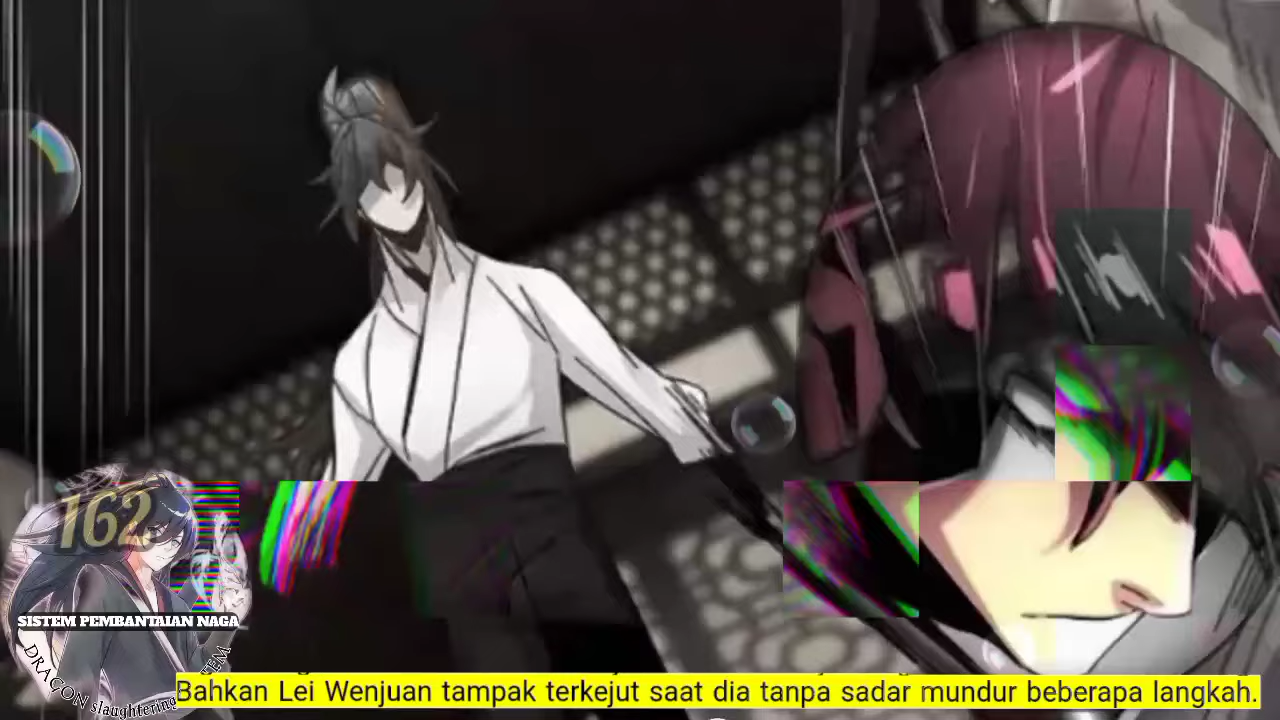 162
SISTEM PEMBANTAIAN NAGA
DRAGON slaughtering
Bahkan Lei Wenjuan tampak terkejut saat dia tanpa sadar mundur beberapa langkah.